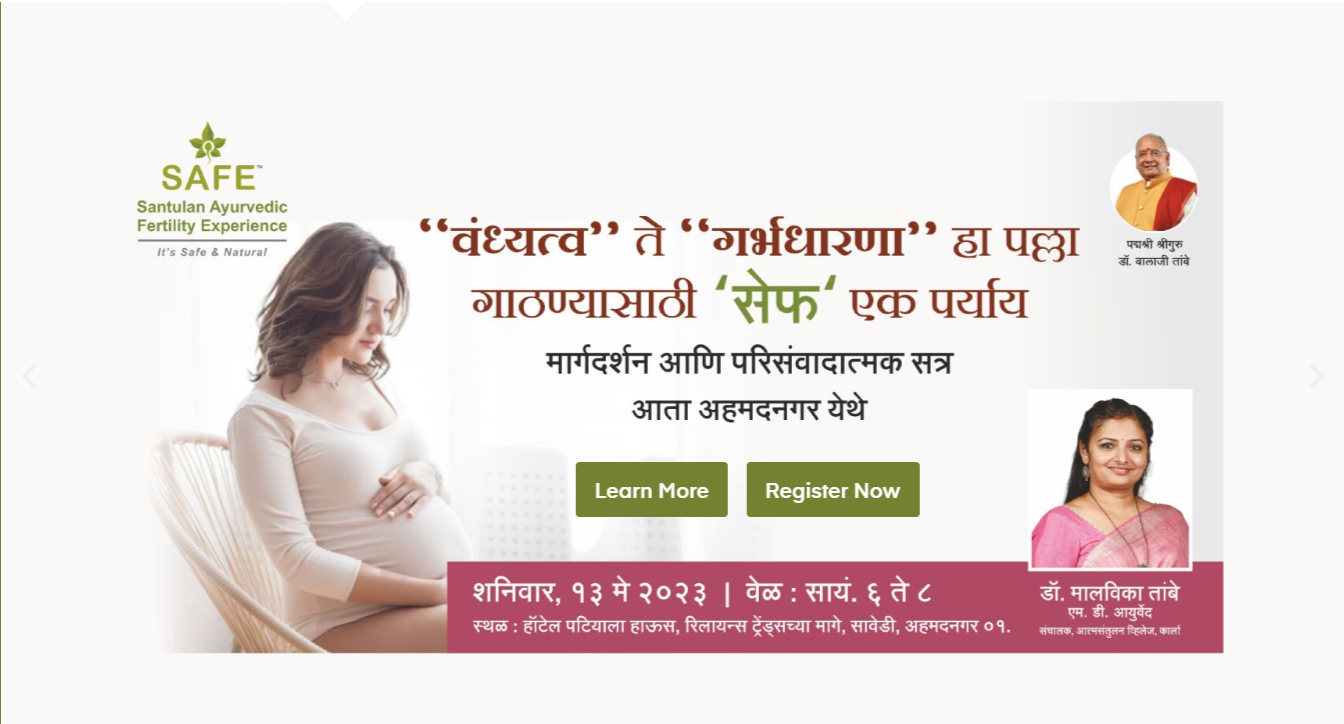 SAFE™
Santulan Ayurvedic
Fertility Experience
It's Safe & Natural
“वंध्यत्व” ते “गर्भधारणा” हा पल्ला
गाठण्यासाठी ‘सेफ‘ एक पर्याय
मार्गदर्शन आणि परिसंवादात्मक सत्र
आता अहमदनगर येथे
Learn More
Register Now
पद्मश्री श्रीगुरु
डॉ. बालाजी तांबे
शनिवार, १३ मे २०२३ | वेळ : सायं. ६ ते ८
स्थळ : हॉटेल पटियाला हाऊस, रिलायन्स ट्रेंड्सच्या मागे, सावेडी, अहमदनगर ०१.
डॉ. मालविका तांबे
एम. डी. आयुर्वेद
संचालक, आत्मसंतुलन व्हिलेज, कार्ला